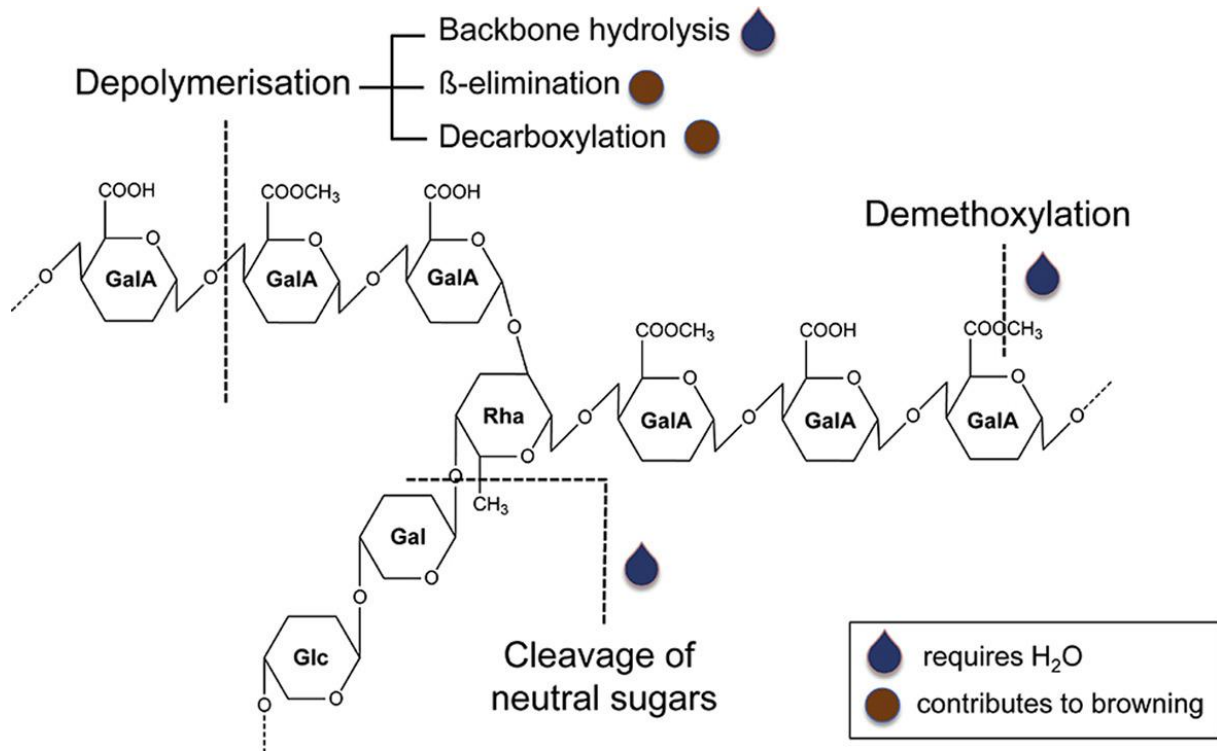 Backbone hydrolysis
Depolymerisation
ß-elimination
Decarboxylation
COOH
COOCH3
COOH
Demethoxylation
O
O
O
O
GalA
GalA
GalA
O
O
O
O
COOCH3
COOH
COOCH3
O
O
O
Rha
GalA
GalA
GalA
O
O
O
O
O
O
CH3
Gal
O
O
Glc
O
O
Cleavage of
neutral sugars
requires H2O
contributes to browning